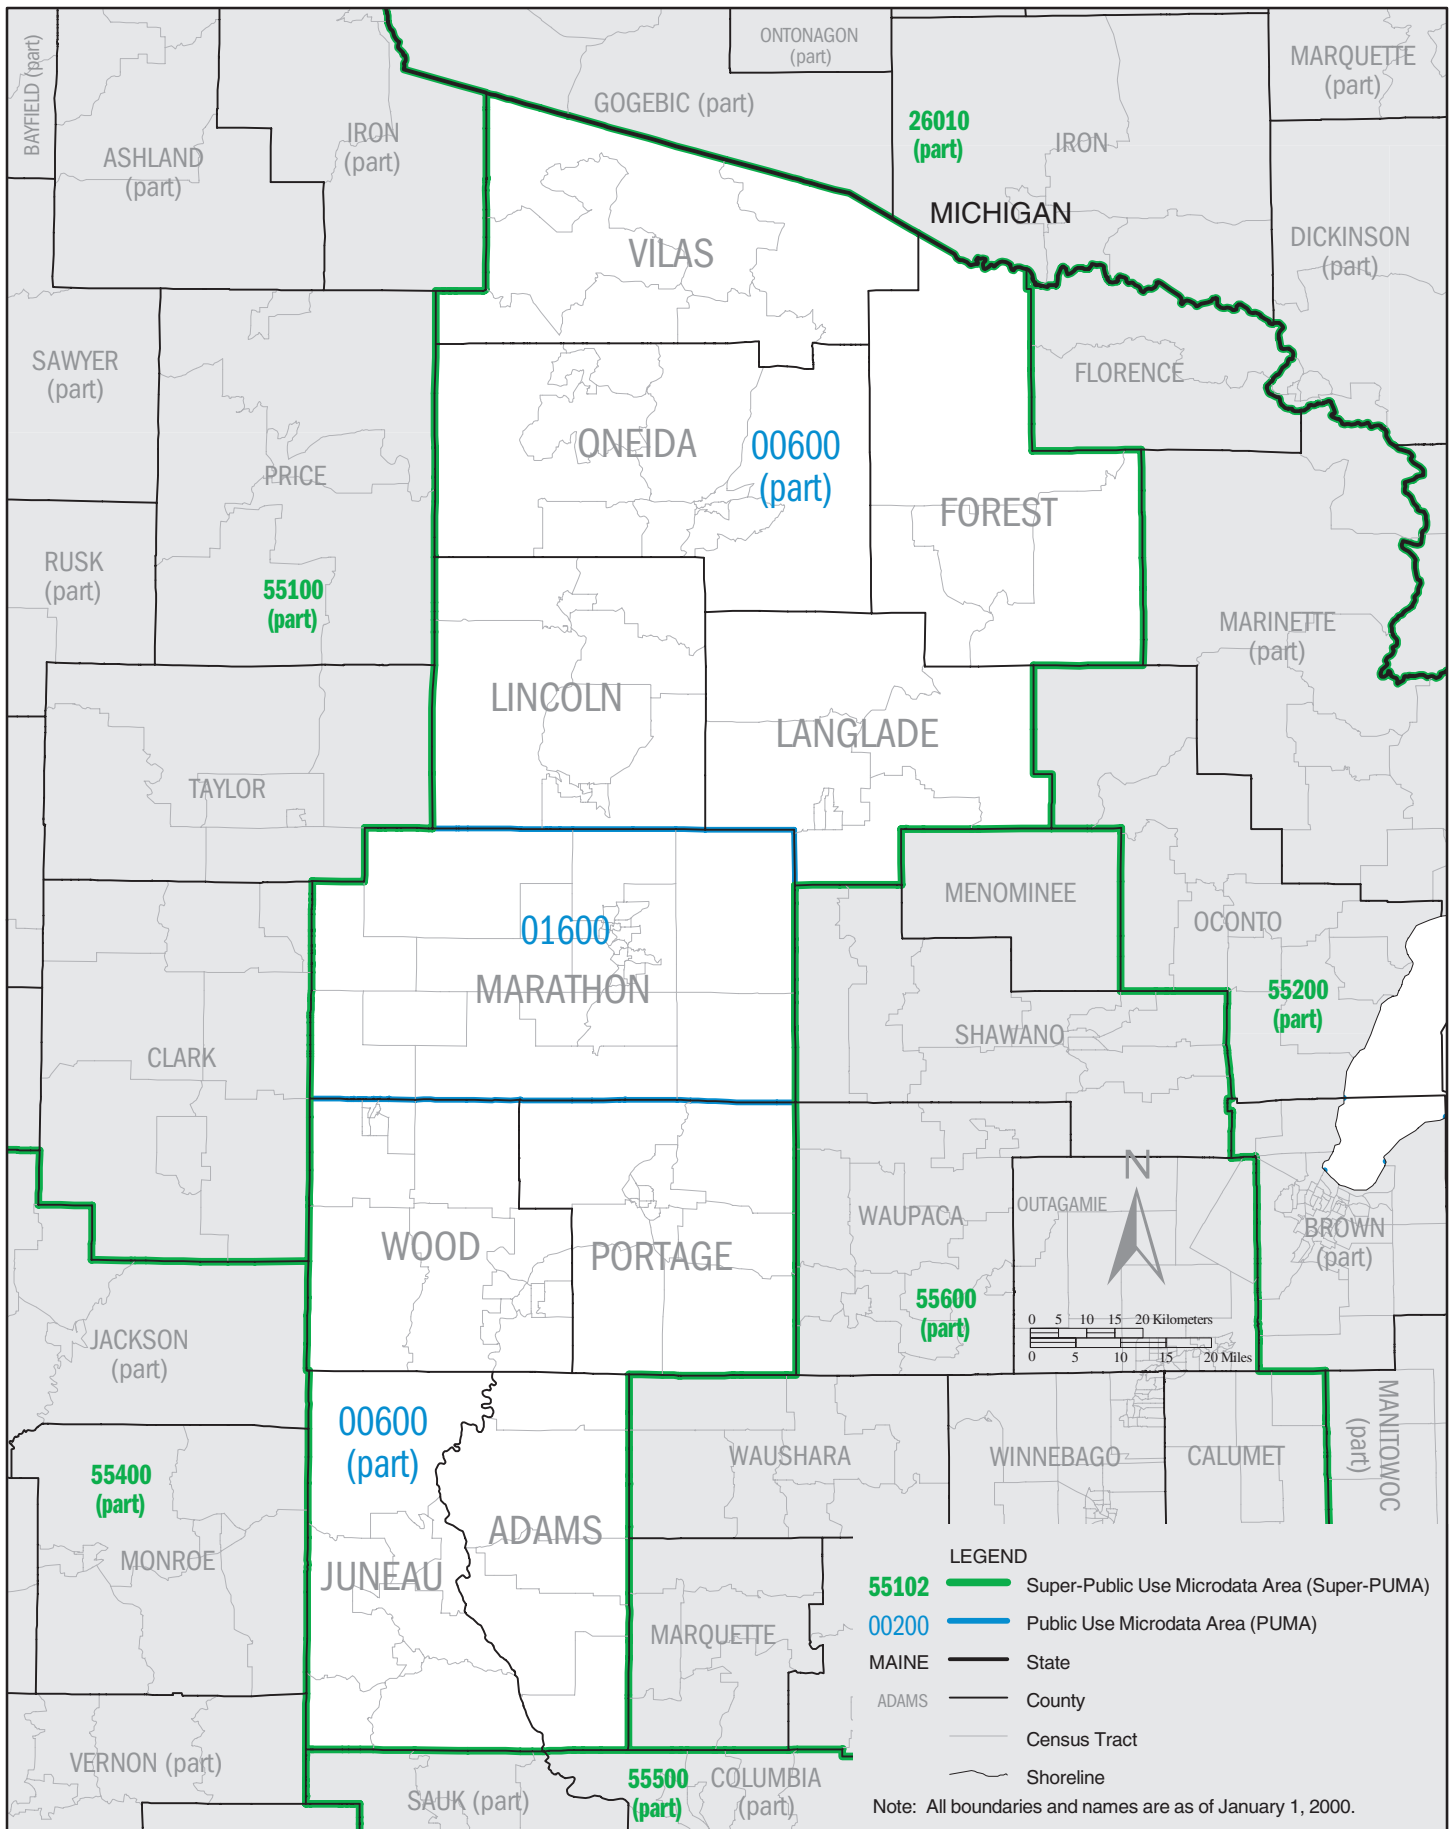 BAYFIELD (part)
ONTONAGON
(part)
MARQUETTE
(part)
GOGEBIC (part)
26010
(part)
IRON
(part)
IRON
ASHLAND
(part)
MICHIGAN
DICKINSON
(part)
VILAS
SAWYER
(part)
FLORENCE
ONEIDA
00600
(part)
PRICE
FOREST
RUSK
(part)
55100
(part)
MARINETTE
(part)
LINCOLN
LANGLADE
TAYLOR
MENOMINEE
OCONTO
01600
MARATHON
55200
(part)
SHAWANO
CLARK
N
WAUPACA
OUTAGAMIE
BROWN
(part)
WOOD
PORTAGE
55600
(part)
0 5 10 15 20 Kilometers
0 5 10 15 20 Miles
JACKSON
(part)
00600
(part)
MANITOWOC
(part)
WAUSHARA
WINNEBAGO
CALUMET
55400
(part)
ADAMS
MONROE
JUNEAU
MARQUETTE
LEGEND
55102 Super-Public Use Microdata Area (Super-PUMA)
00200 Public Use Microdata Area (PUMA)
MAINE State
ADAMS County
Census Tract
Shoreline
Note: All boundaries and names are as of January 1, 2000.
VERNON (part)
SAUK (part)
55500
(part)
COLUMBIA
(part)